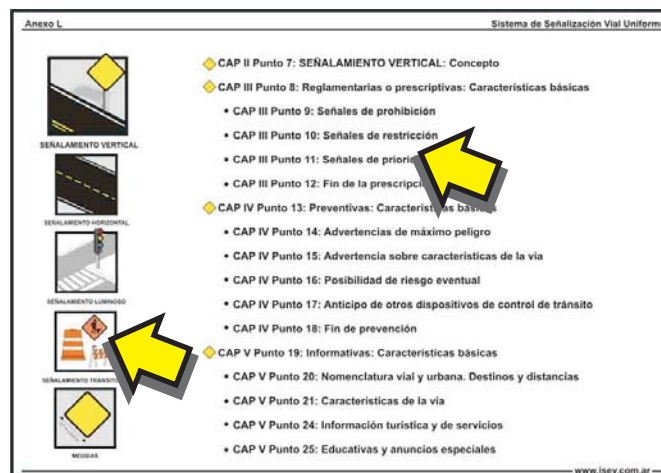 Anexo L
Sistema de Señalización Vial Uniforme
CAP II Punto 7: SEÑALAMIENTO VERTICAL: Concepto
CAP III Punto 8: Reglamentarias o prescriptivas: Características básicas
• CAP III Punto 9: Señales de prohibición
• CAP III Punto 10: Señales de restricción
• CAP III Punto 11: Señales de
• CAP III Punto 12: Fin de la
CAP IV Punto 13: Preventivas: Características básicas
• CAP IV Punto 14: Advertencias de máximo peligro
• CAP IV Punto 15: Advertencia sobre características de la vía
• CAP IV Punto 16: Posibilidad de riesgo eventual
• CAP IV Punto 17: Anticipo de otros dispositivos de control de tránsito
• CAP IV Punto 18: Fin de prevención
CAP V Punto 19: Informativas: Características básicas
• CAP V Punto 20: Nomenclatura vial y urbana. Destinos y distancias
• CAP V Punto 21: Características de la vía
• CAP V Punto 24: Información turística y de servicios
• CAP V Punto 25: Educativas y anuncios especiales
SEÑALAMIENTO VERTICAL
SEÑALAMIENTO HORIZONTAL
SEÑALAMIENTO LUMINOSO
SEÑALAMIENTO
MEDIDAS
www.isev.com.ar